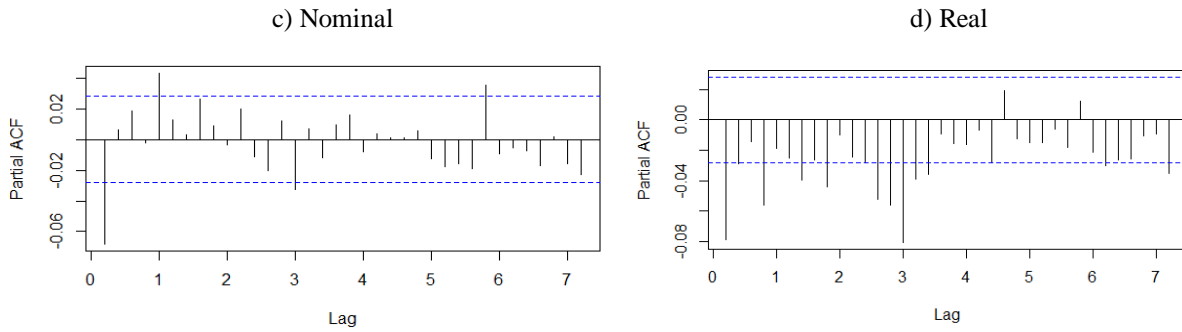 c) Nominal
d) Real
Partial ACF
0.02
-0.02
-0.06
0 1 2 3 4 5 6 7
Lag
Partial ACF
0.00
-0.04
-0.08
0 1 2 3 4 5 6 7
Lag